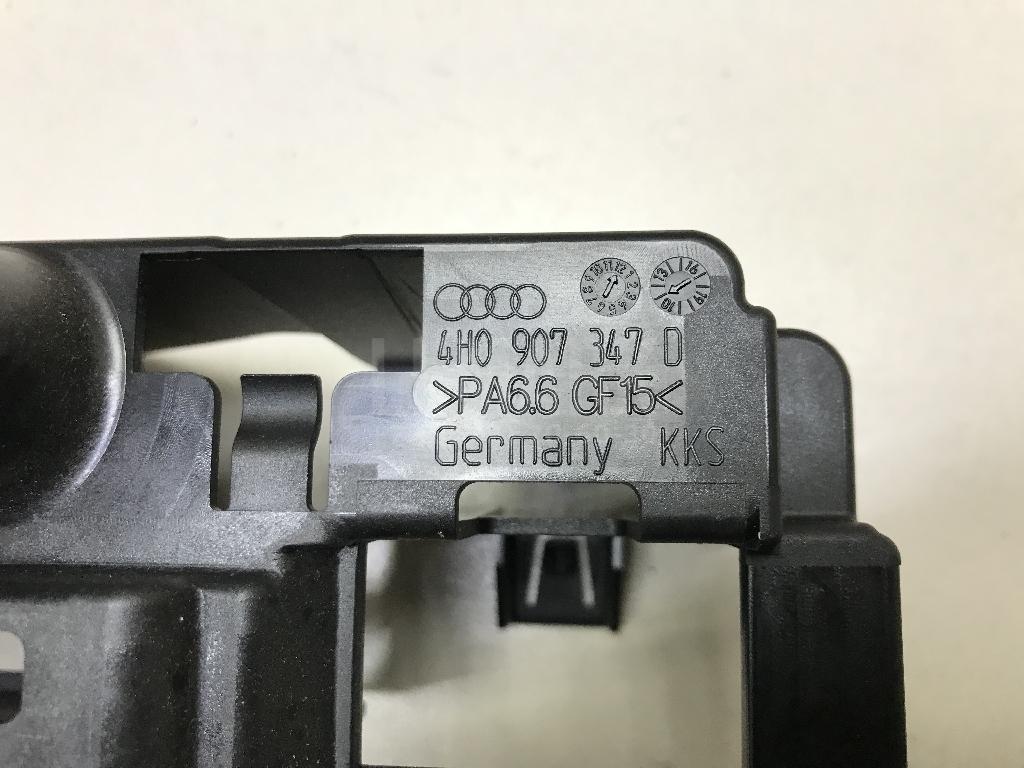 4H0 907 347 D
>PA6.6 GF15<
Germany KKS